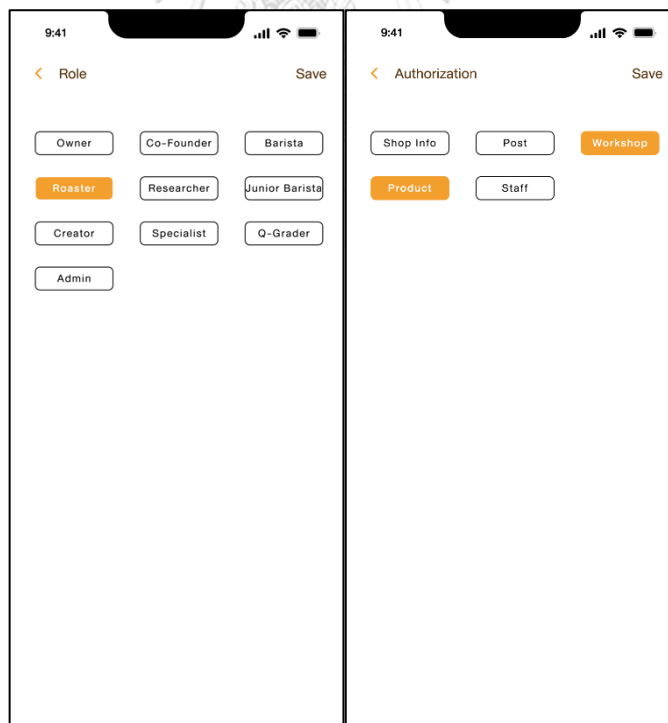 9:41
Role Save
Owner Co-Founder Barista
Roaster Researcher Junior Barista
Creator Specialist Q-Grader
Admin
9:41
Authorization Save
Shop Info Post Workshop
Product Staff